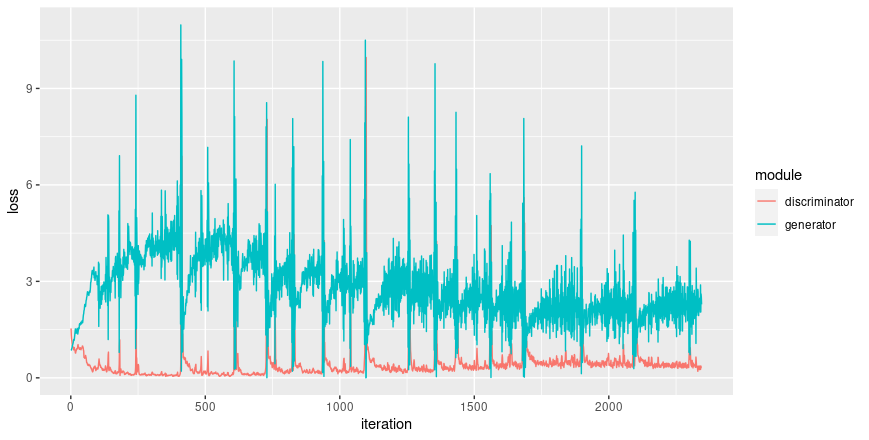 9
6
3
0
loss
0
500
1000
1500
2000
iteration
module
discriminator
generator